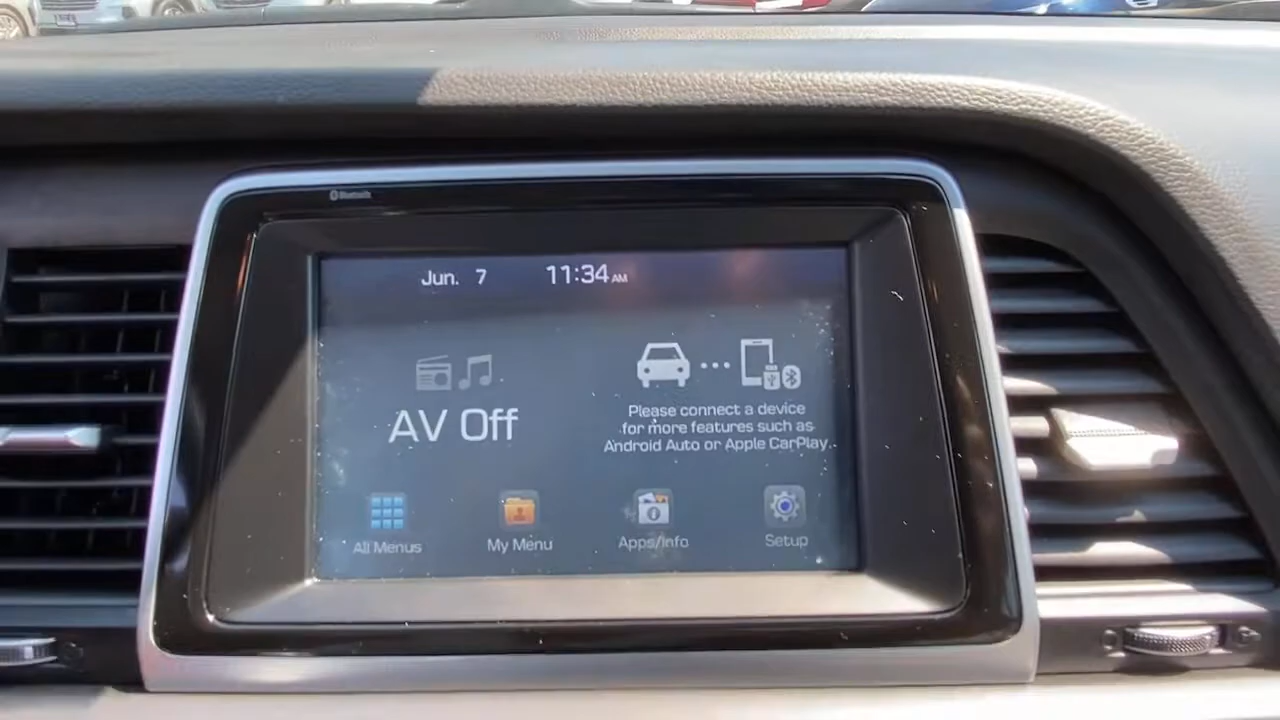 Bluetooth
Jun. 7 11:34 AM
AV Off
Please connect a device
for more features such as
Android Auto or Apple CarPlay.
All Menus My Menu Apps/Info Setup